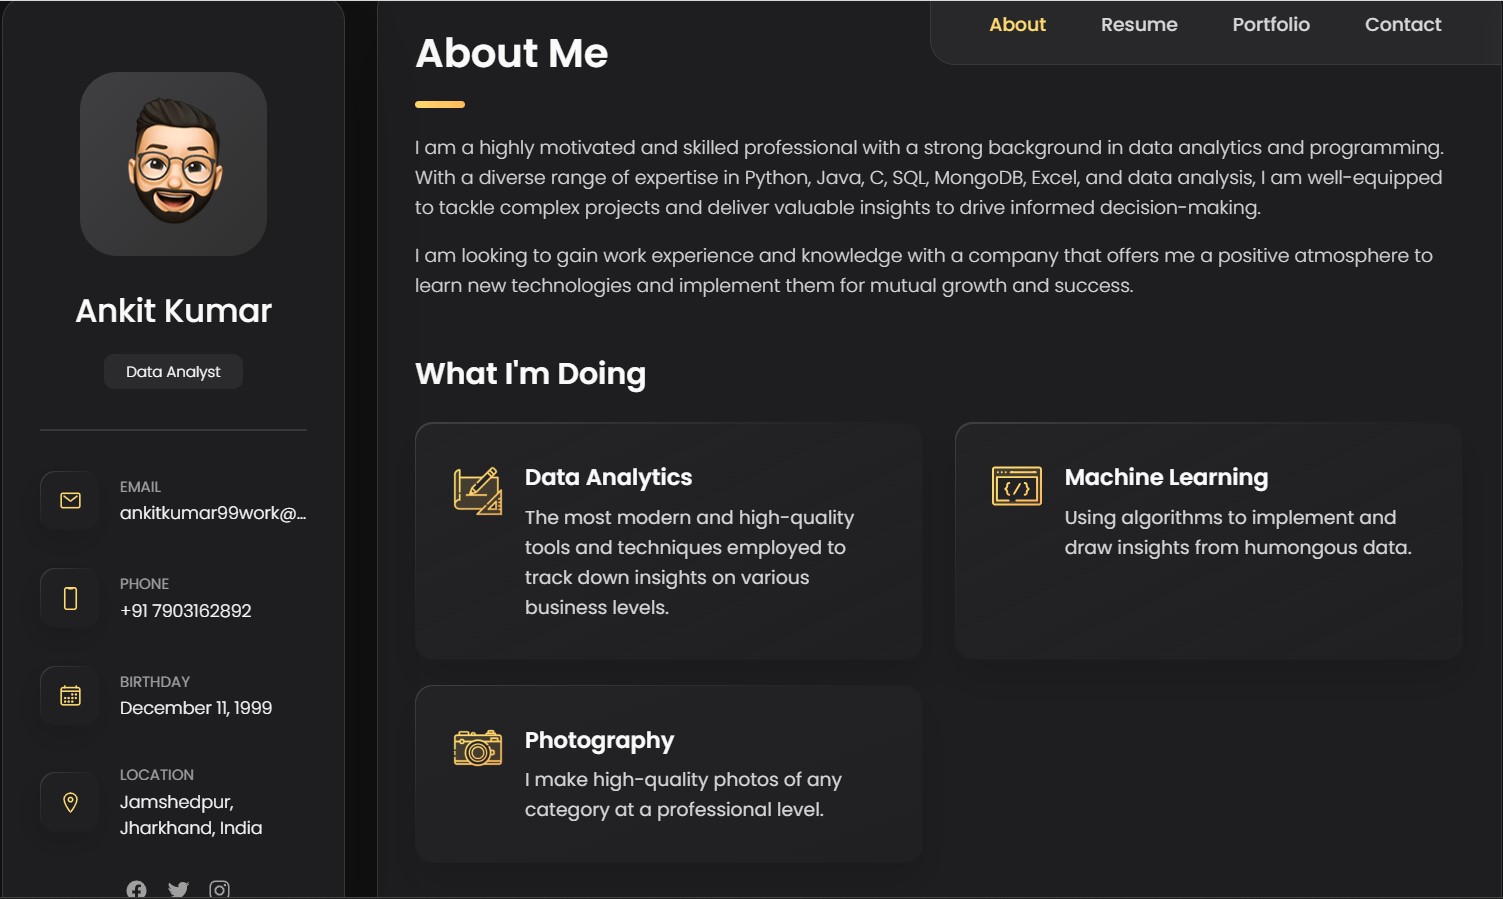 Ankit Kumar
Data Analyst
EMAIL
ankitkumar99work@...
PHONE
+91 7903162892
BIRTHDAY
December 11, 1999
LOCATION
Jamshedpur,
Jharkhand, India
About Resume Portfolio Contact
About Me
I am a highly motivated and skilled professional with a strong background in data analytics and programming.
With a diverse range of expertise in Python, Java, C, SQL, MongoDB, Excel, and data analysis, I am well-equipped
to tackle complex projects and deliver valuable insights to drive informed decision-making.
I am looking to gain work experience and knowledge with a company that offers me a positive atmosphere to
learn new technologies and implement them for mutual growth and success.
What I'm Doing
Data Analytics
The most modern and high-quality
tools and techniques employed to
track down insights on various
business levels.
Machine Learning
Using algorithms to implement and
draw insights from humongous data.
Photography
I make high-quality photos of any
category at a professional level.